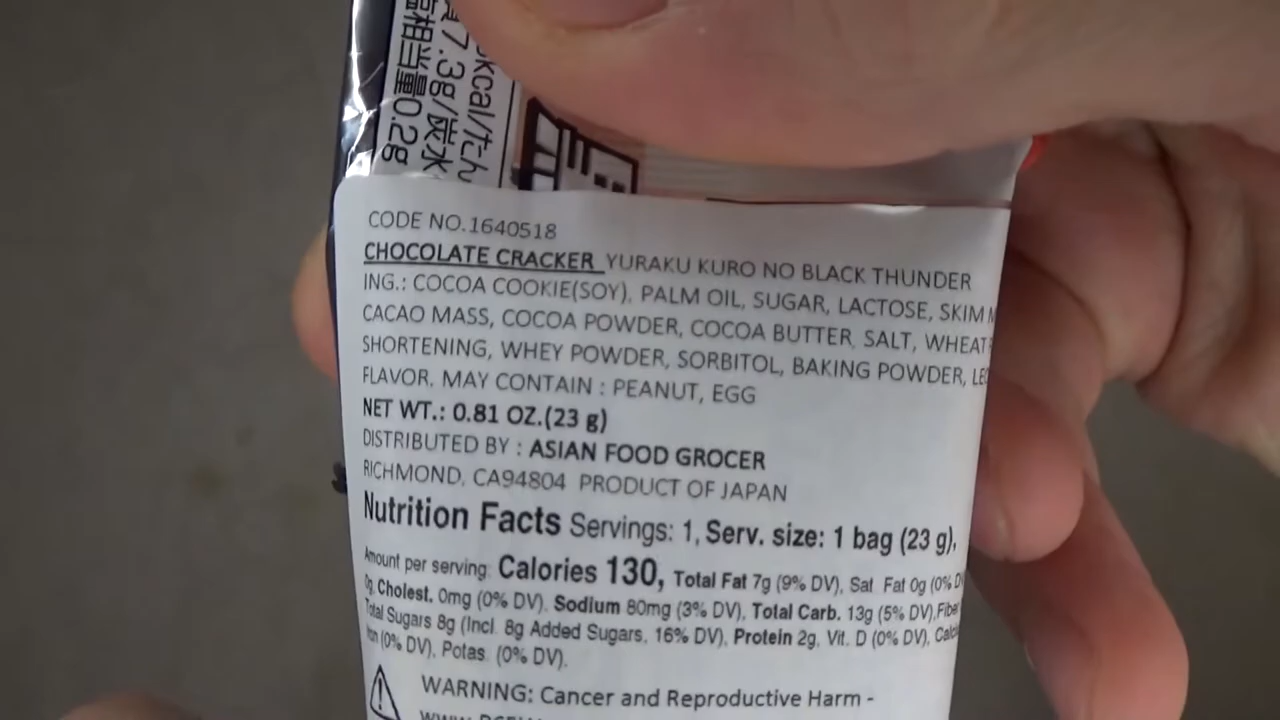 kcal/たん
7.3g/炭水
相当量0.2g
CODE NO.1640518
CHOCOLATE CRACKER YURAKU KURO NO BLACK THUNDER
ING.: COCOA COOKIE(SOY), PALM OIL, SUGAR, LACTOSE, SKIM
CACAO MASS, COCOA POWDER, COCOA BUTTER, SALT, WHEAT
SHORTENING, WHEY POWDER, SORBITOL, BAKING POWDER,
FLAVOR. MAY CONTAIN : PEANUT, EGG
NET WT.: 0.81 OZ.(23 g)
DISTRIBUTED BY : ASIAN FOOD GROCER
RICHMOND, CA94804 PRODUCT OF JAPAN
Nutrition Facts Servings: 1, Serv. size: 1 bag (23 g),
Amount per serving: Calories 130, Total Fat 7g (9% DV), Sat. Fat 0g (0% D
0g, Cholest. 0mg (0% DV), Sodium 80mg (3% DV), Total Carb. 13g (5% DV),Fiber
Total Sugars 8g (Incl. 8g Added Sugars, 16% DV), Protein 2g, Vit. D (0% DV),
Iron (0% DV), Potas. (0% DV).
WARNING: Cancer and Reproductive Harm -